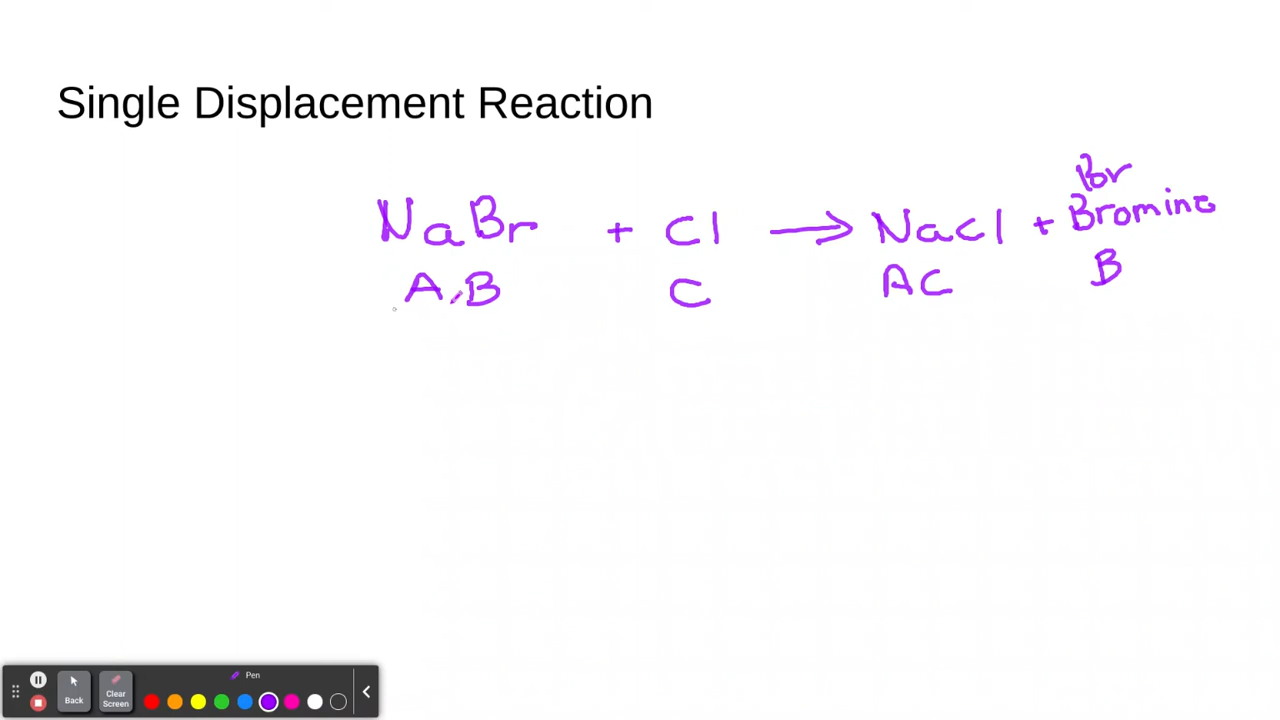 Single Displacement Reaction
Br
NaBr + Cl → NaCl + Bromine
A B C AC B
Pen
Back
Clear
Screen